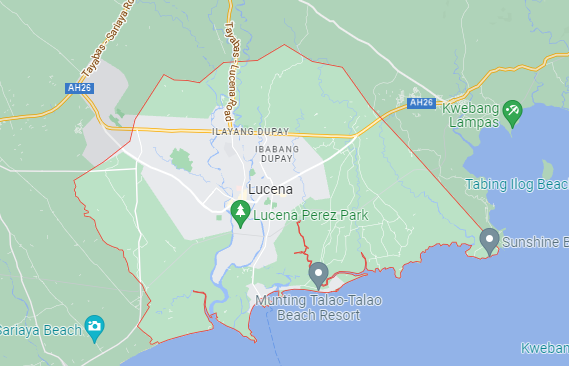 Tayabas - Sariaya Ro
Tayabas - Lucena Road
AH26
AH26
Kwebang
Lampas
ILAYANG DUPAY
IBABANG
DUPAY
Tabing Ilog Beach
Lucena
Lucena Perez Park
Sunshine B
Munting Talao-Talao
Beach Resort
Sariaya Beach
Kweban